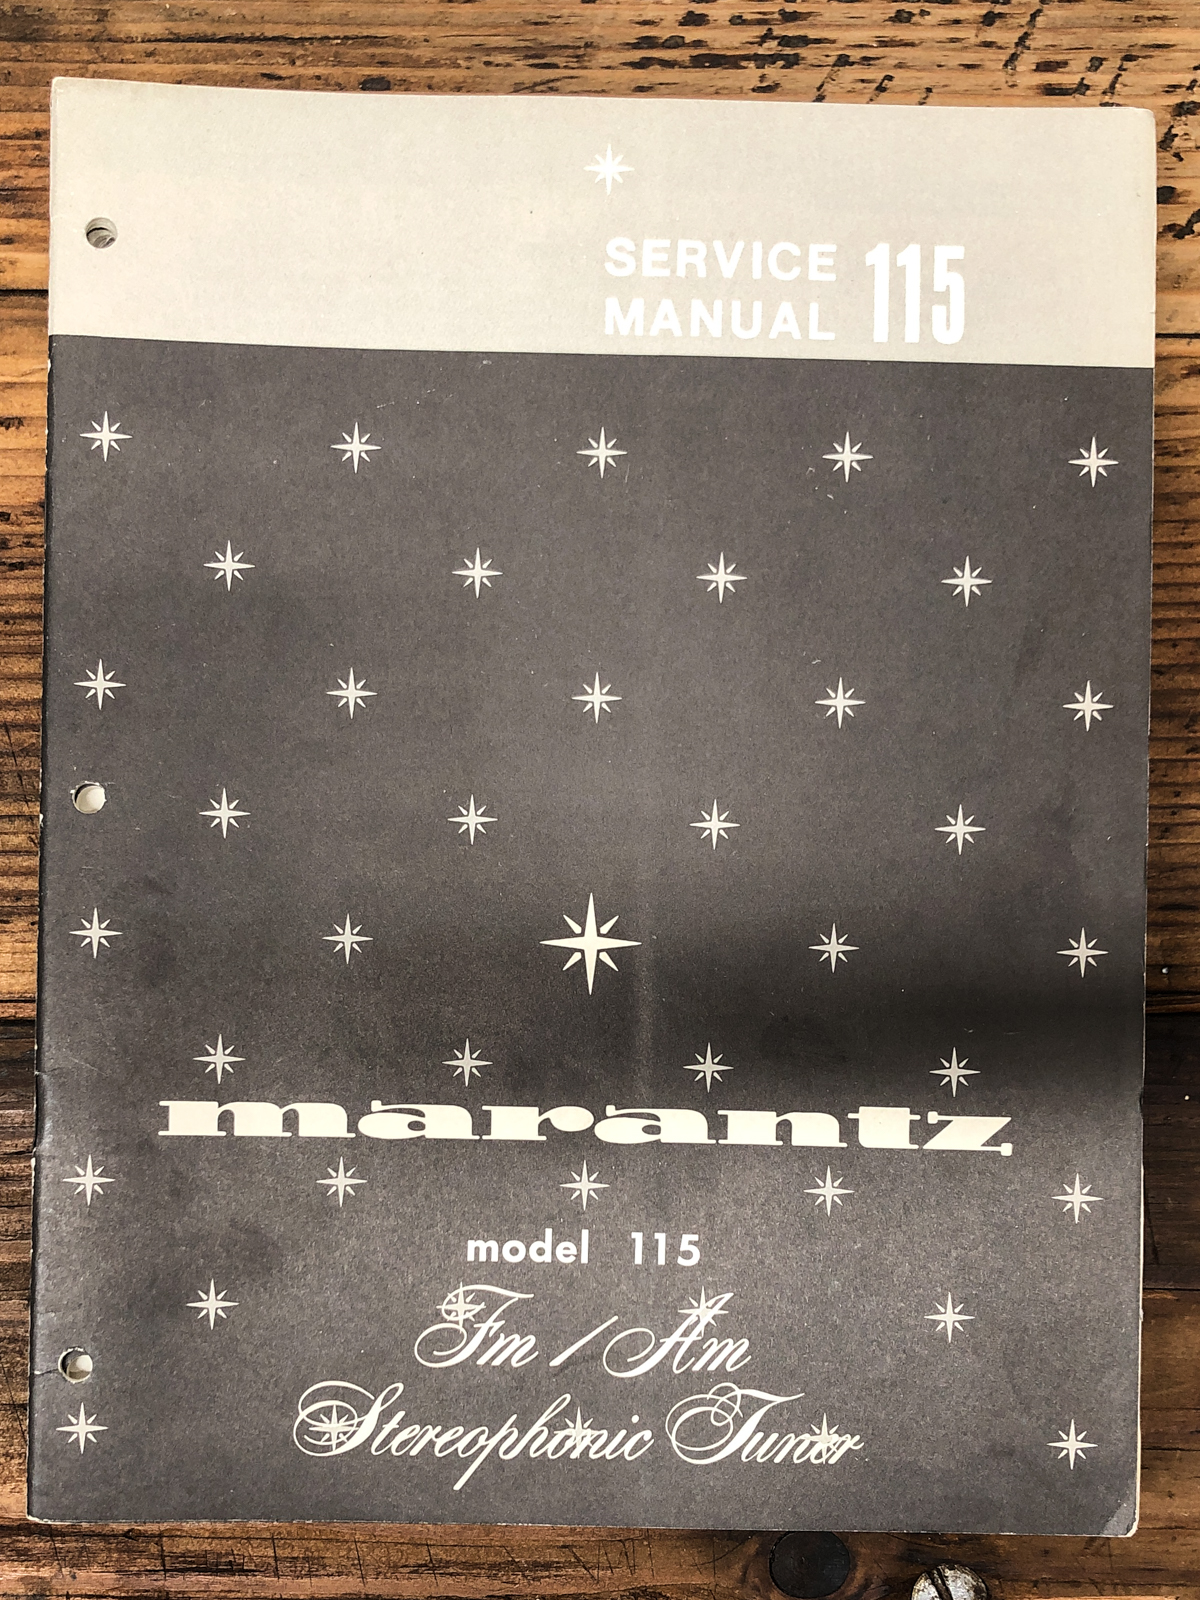 SERVICE 115
MANUAL
marantz
model 115
Fm / Am
Stereophonic Tuner